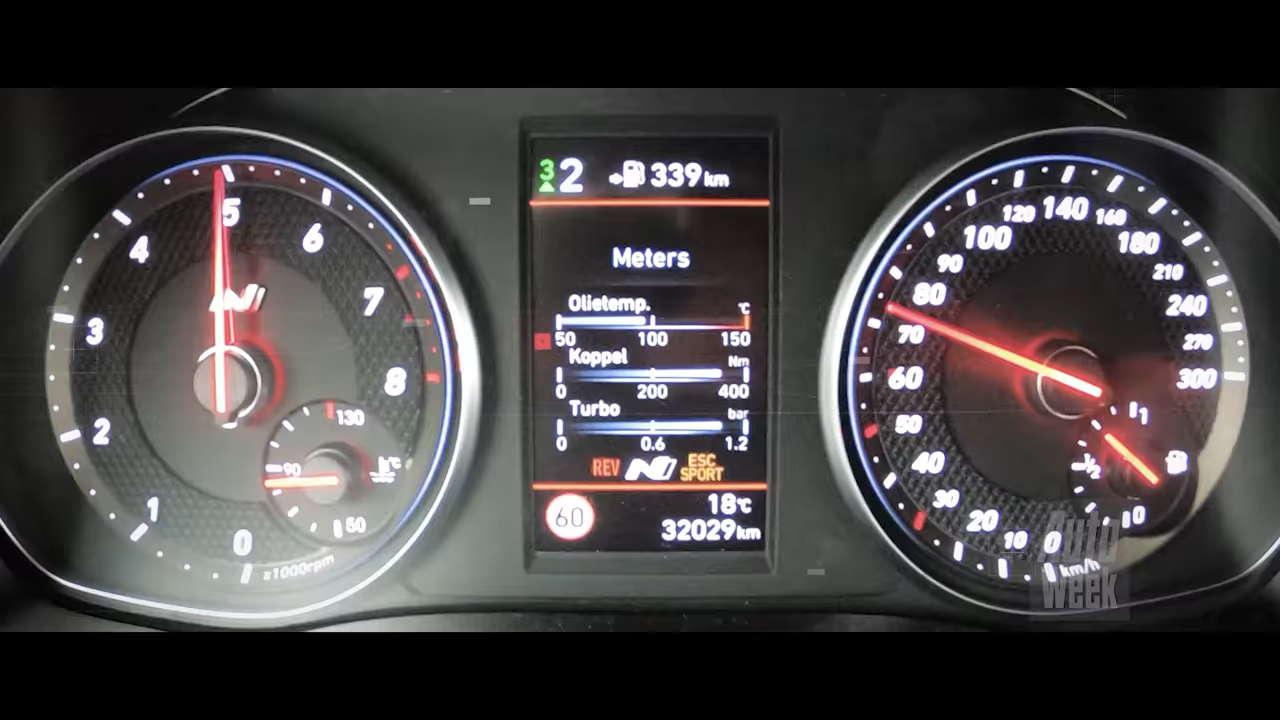 0
1
2
3
4
5
6
7
8
x1000rpm
50
90
130
°C
3 2 339 km
Meters
Olietemp. °C
50 100 150
Koppel Nm
0 200 400
Turbo bar
0 0.6 1.2
REV N ESC SPORT
60 18°C
32029 km
0
10
20
30
40
50
60
70
80
90
100
120
140
160
180
210
240
270
300
km/h
1
1/2
0
Auto
Week